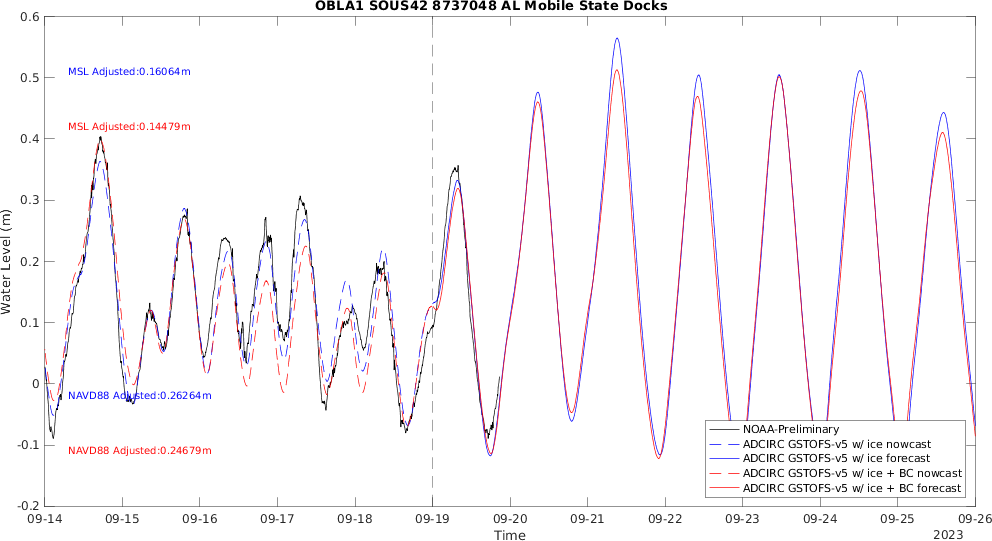 OBLA1 SOUS42 8737048 AL Mobile State Docks
0.6
0.5
0.4
0.3
0.2
0.1
0
-0.1
-0.2
Water Level (m)
MSL Adjusted:0.16064m
MSL Adjusted:0.14479m
NAVD88 Adjusted:0.26264m
NAVD88 Adjusted:0.24679m
NOAA-Preliminary
ADCIRC GSTOFS-v5 w/ ice nowcast
ADCIRC GSTOFS-v5 w/ ice forecast
ADCIRC GSTOFS-v5 w/ ice + BC nowcast
ADCIRC GSTOFS-v5 w/ ice + BC forecast
09-14 09-15 09-16 09-17 09-18 09-19 09-20 09-21 09-22 09-23 09-24 09-25 09-26
Time
2023